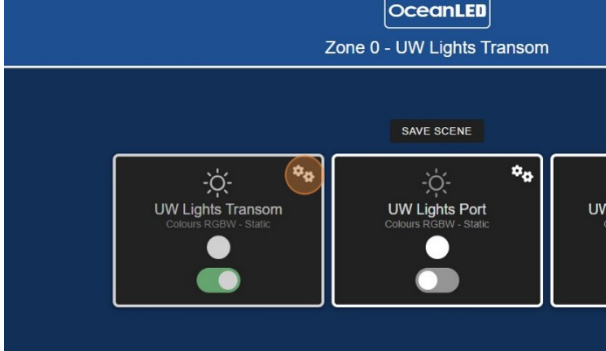 OceanLED
Zone 0 - UW Lights Transom
SAVE SCENE
UW Lights Transom
Colours RGBW - Static
UW Lights Port
Colours RGBW - Static
UW